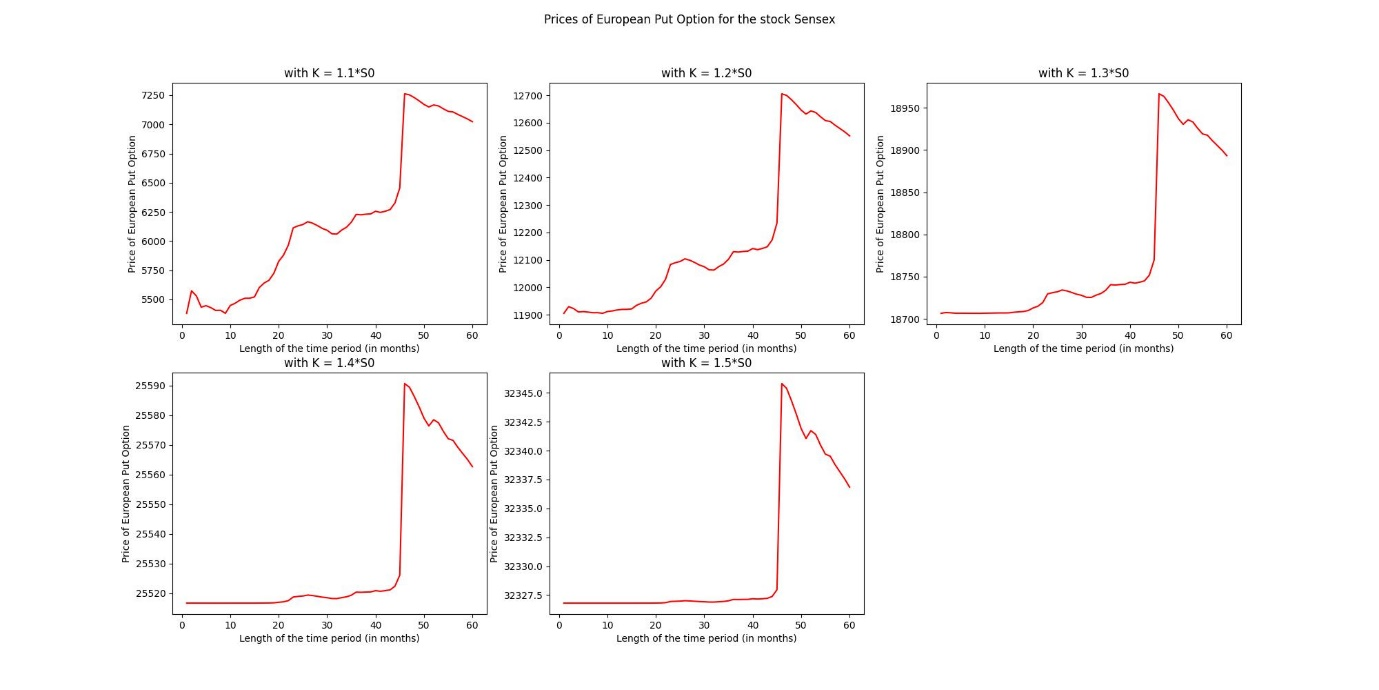 Prices of European Put Option for the stock Sensex
with K = 1.1*S0
7250
7000
6750
6500
6250
6000
5750
5500
Price of European Put Option
0 10 20 30 40 50 60
Length of the time period (in months)
with K = 1.2*S0
12700
12600
12500
12400
12300
12200
12100
12000
11900
Price of European Put Option
0 10 20 30 40 50 60
Length of the time period (in months)
with K = 1.3*S0
18950
18900
18850
18800
18750
18700
Price of European Put Option
0 10 20 30 40 50 60
Length of the time period (in months)
with K = 1.4*S0
25590
25580
25570
25560
25550
25540
25530
25520
Price of European Put Option
0 10 20 30 40 50 60
Length of the time period (in months)
with K = 1.5*S0
32345.0
32342.5
32340.0
32337.5
32335.0
32332.5
32330.0
32327.5
Price of European Put Option
0 10 20 30 40 50 60
Length of the time period (in months)